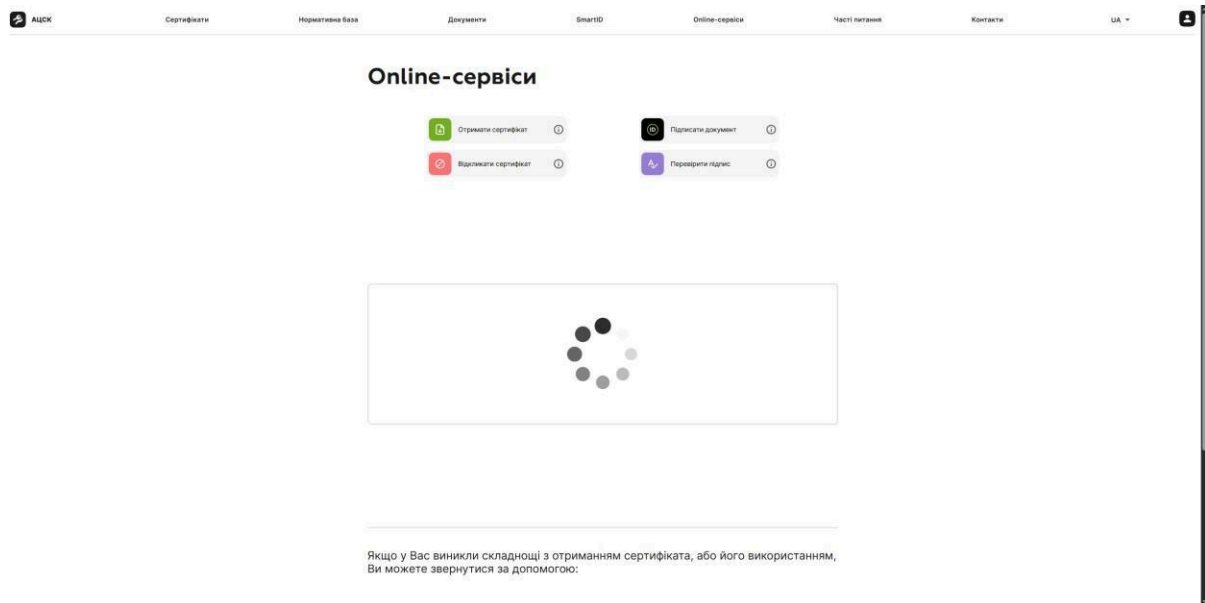 АЦСК
Сертифікати
Нормативна база
Документи
SmartID
Online-сервіси
Часті питання
Контакти
UA
Online-сервіси
Отримати сертифікат
ID
Підписати документ
Відкликати сертифікат
Перевірити підпис
Якщо у Вас виникли складнощі з отриманням сертифіката, або його використанням,
Ви можете звернутися за допомогою: